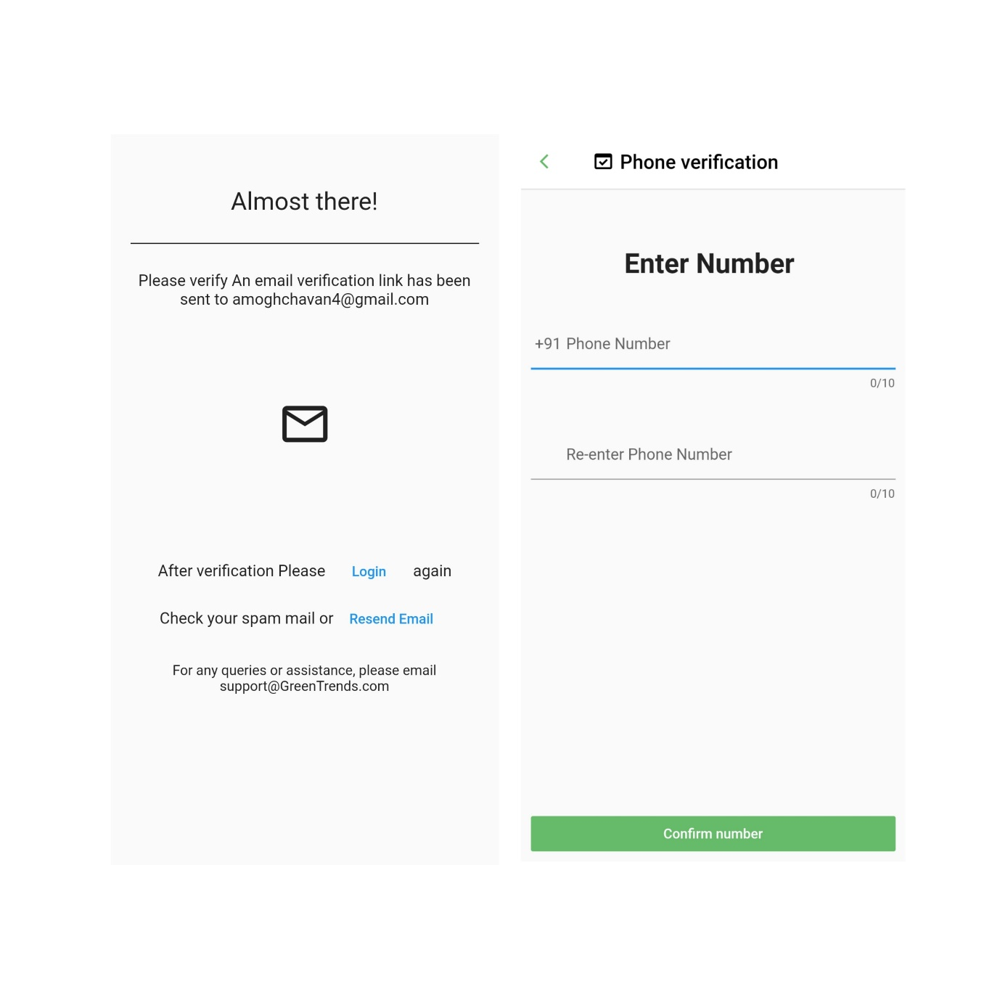 Almost there!
Please verify An email verification link has been
sent to amoghchavan4@gmail.com
After verification Please Login again
Check your spam mail or Resend Email
For any queries or assistance, please email
support@GreenTrends.com
Phone verification
Enter Number
+91 Phone Number
0/10
Re-enter Phone Number
0/10
Confirm number